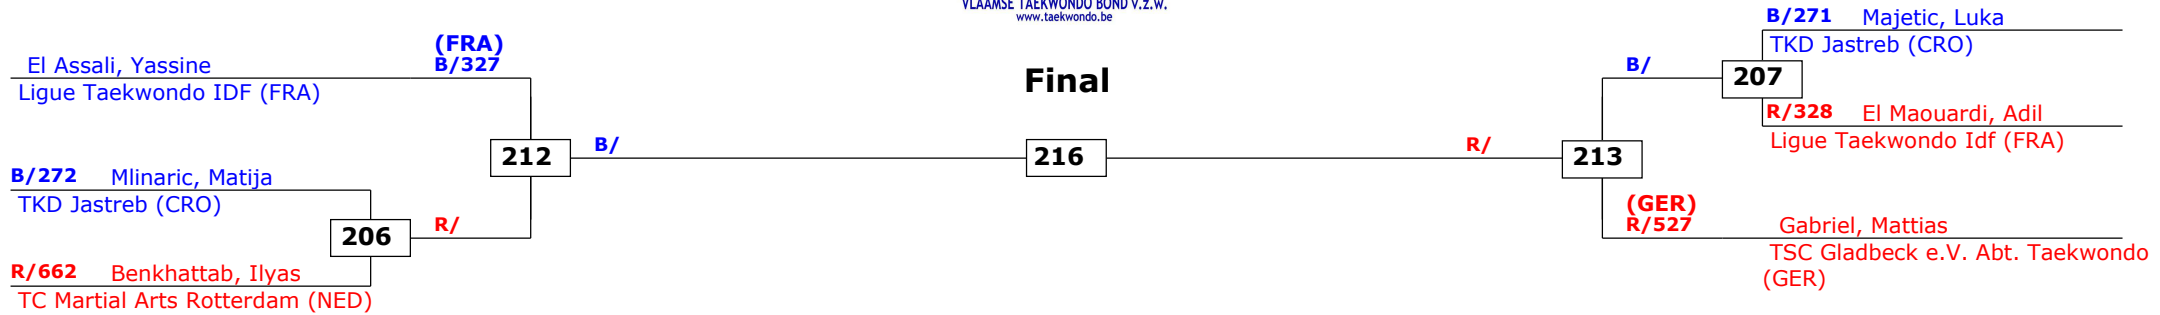 VLAAMSE TAEKWONDO BOND v.z.w.
www.taekwondo.be
Final
(FRA)
El Assali, Yassine B/327
Ligue Taekwondo IDF (FRA)
212
B/
B/272 Mlinaric, Matija
TKD Jastreb (CRO)
206
R/
R/662 Benkhattab, Ilyas
TC Martial Arts Rotterdam (NED)
216
R/
213
B/271 Majetic, Luka
TKD Jastreb (CRO)
B/
207
R/328 El Maouardi, Adil
Ligue Taekwondo Idf (FRA)
(GER)
R/527 Gabriel, Mattias
TSC Gladbeck e.V. Abt. Taekwondo
(GER)